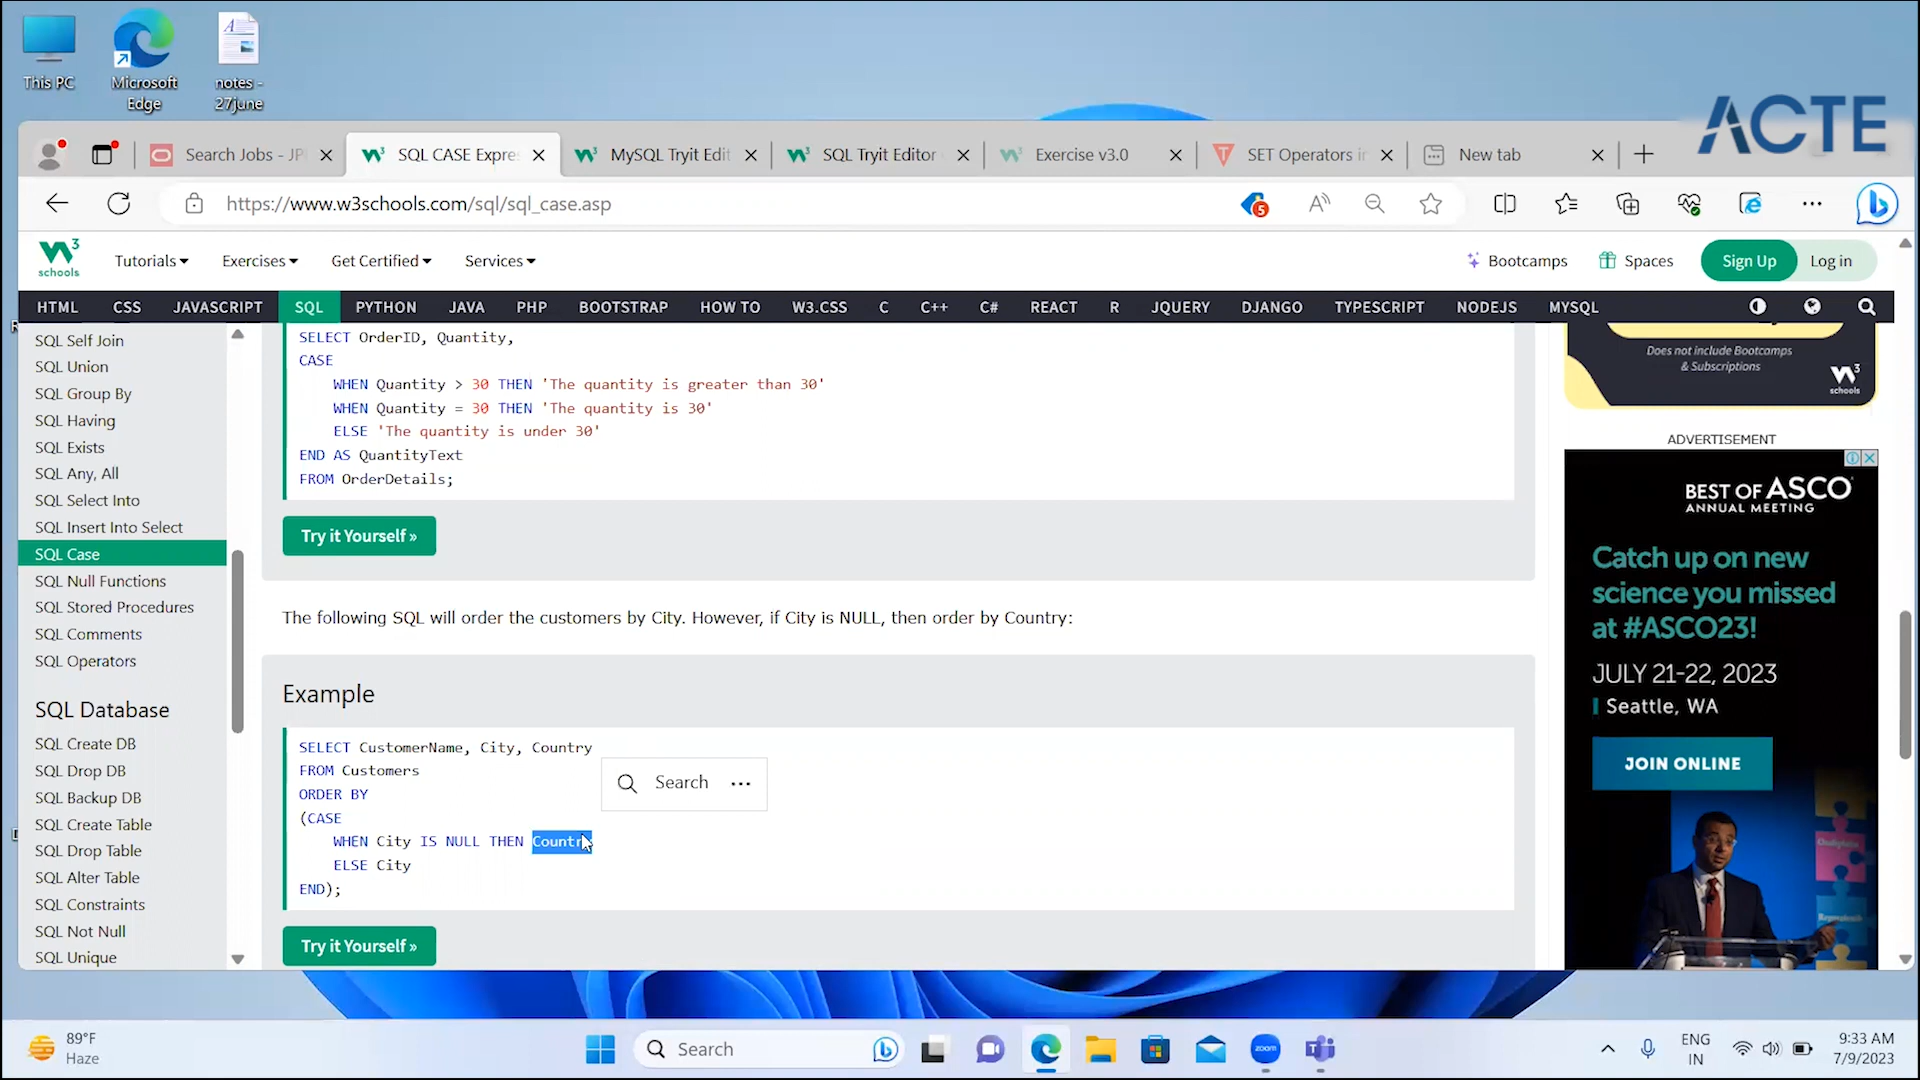 This PC
Microsoft
Edge
notes -
27june
ACTE
Search Jobs - JP
SQL CASE Expre
MySQL Tryit Edit
SQL Tryit Editor
Exercise v3.0
SET Operators in
New tab
https://www.w3schools.com/sql/sql_case.asp
5
W3
schools
Tutorials
Exercises
Get Certified
Services
Bootcamps
Spaces
Sign Up
Log in
HTML CSS JAVASCRIPT SQL PYTHON JAVA PHP BOOTSTRAP HOW TO W3.CSS C C++ C# REACT R JQUERY DJANGO TYPESCRIPT NODEJS MYSQL
SQL Self Join
SQL Union
SQL Group By
SQL Having
SQL Exists
SQL Any, All
SQL Select Into
SQL Insert Into Select
SQL Case
SQL Null Functions
SQL Stored Procedures
SQL Comments
SQL Operators
SQL Database
SQL Create DB
SQL Drop DB
SQL Backup DB
SQL Create Table
SQL Drop Table
SQL Alter Table
SQL Constraints
SQL Not Null
SQL Unique
SELECT OrderID, Quantity,
CASE
WHEN Quantity > 30 THEN 'The quantity is greater than 30'
WHEN Quantity = 30 THEN 'The quantity is 30'
ELSE 'The quantity is under 30'
END AS QuantityText
FROM OrderDetails;
Try it Yourself »
The following SQL will order the customers by City. However, if City is NULL, then order by Country:
Example
SELECT CustomerName, City, Country
FROM Customers
ORDER BY
(CASE
WHEN City IS NULL THEN Country
ELSE City
END);
Search ...
Try it Yourself »
Does not include Bootcamps
& Subscriptions
W3
schools
ADVERTISEMENT
BEST OF ASCO
ANNUAL MEETING
Catch up on new
science you missed
at #ASCO23!
JULY 21-22, 2023
Seattle, WA
JOIN ONLINE
89°F
Haze
Search
zoom
ENG
IN
9:33 AM
7/9/2023